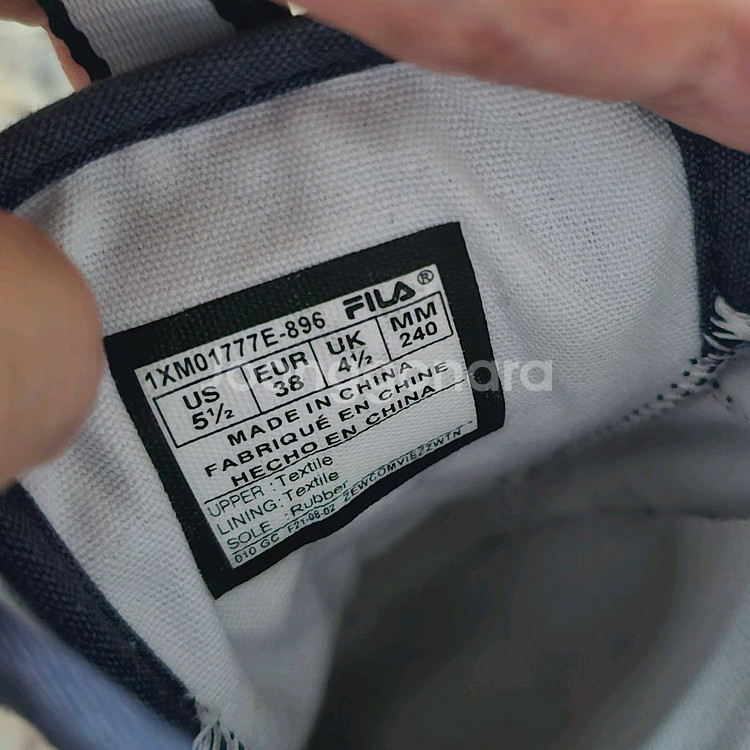 FILA®
1XM01777E-896
US EUR UK MM
5½ 38 4½ 240
MADE IN CHINA
FABRIQUÉ EN CHINE
HECHO EN CHINA
UPPER : Textile
LINING : Textile
SOLE : Rubber
010 GC F21-08-02